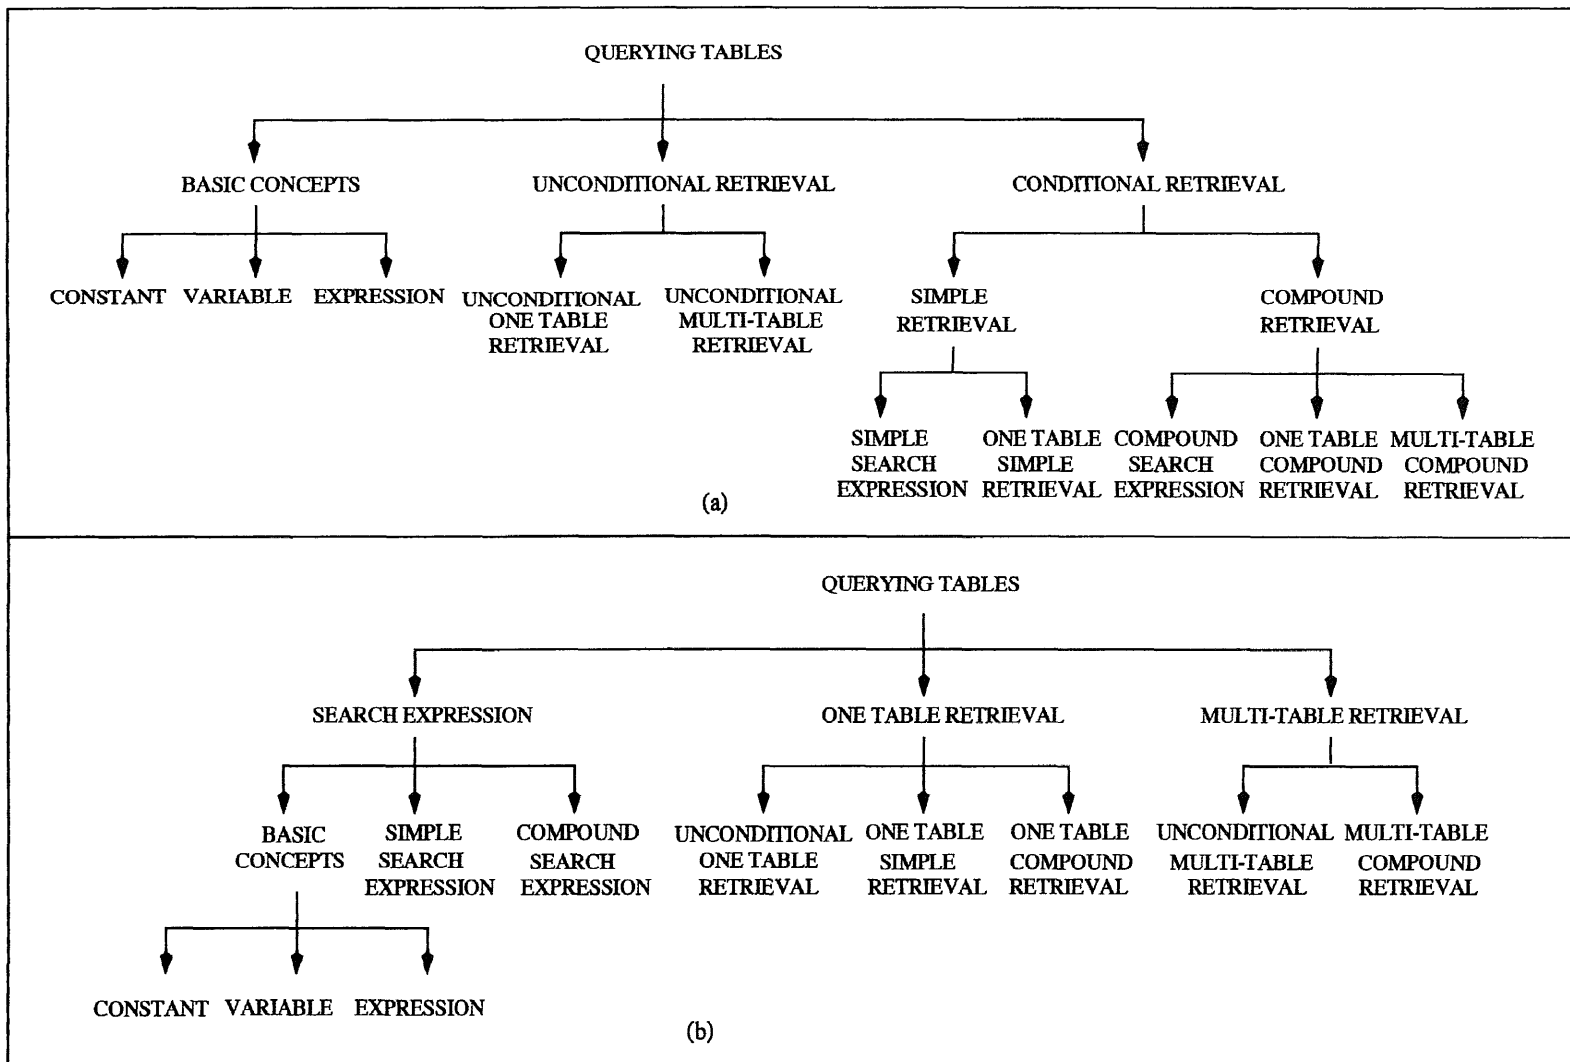 QUERYING TABLES
BASIC CONCEPTS
UNCONDITIONAL RETRIEVAL
CONDITIONAL RETRIEVAL
CONSTANT
VARIABLE
EXPRESSION
UNCONDITIONAL
ONE TABLE
RETRIEVAL
UNCONDITIONAL
MULTI-TABLE
RETRIEVAL
SIMPLE
RETRIEVAL
COMPOUND
RETRIEVAL
SIMPLE
SEARCH
EXPRESSION
ONE TABLE
SIMPLE
RETRIEVAL
COMPOUND
SEARCH
EXPRESSION
ONE TABLE
COMPOUND
RETRIEVAL
MULTI-TABLE
COMPOUND
RETRIEVAL
(a)
QUERYING TABLES
SEARCH EXPRESSION
ONE TABLE RETRIEVAL
MULTI-TABLE RETRIEVAL
BASIC
CONCEPTS
SIMPLE
SEARCH
EXPRESSION
COMPOUND
SEARCH
EXPRESSION
UNCONDITIONAL
ONE TABLE
RETRIEVAL
ONE TABLE
SIMPLE
RETRIEVAL
ONE TABLE
COMPOUND
RETRIEVAL
UNCONDITIONAL
MULTI-TABLE
RETRIEVAL
MULTI-TABLE
COMPOUND
RETRIEVAL
CONSTANT
VARIABLE
EXPRESSION
(b)